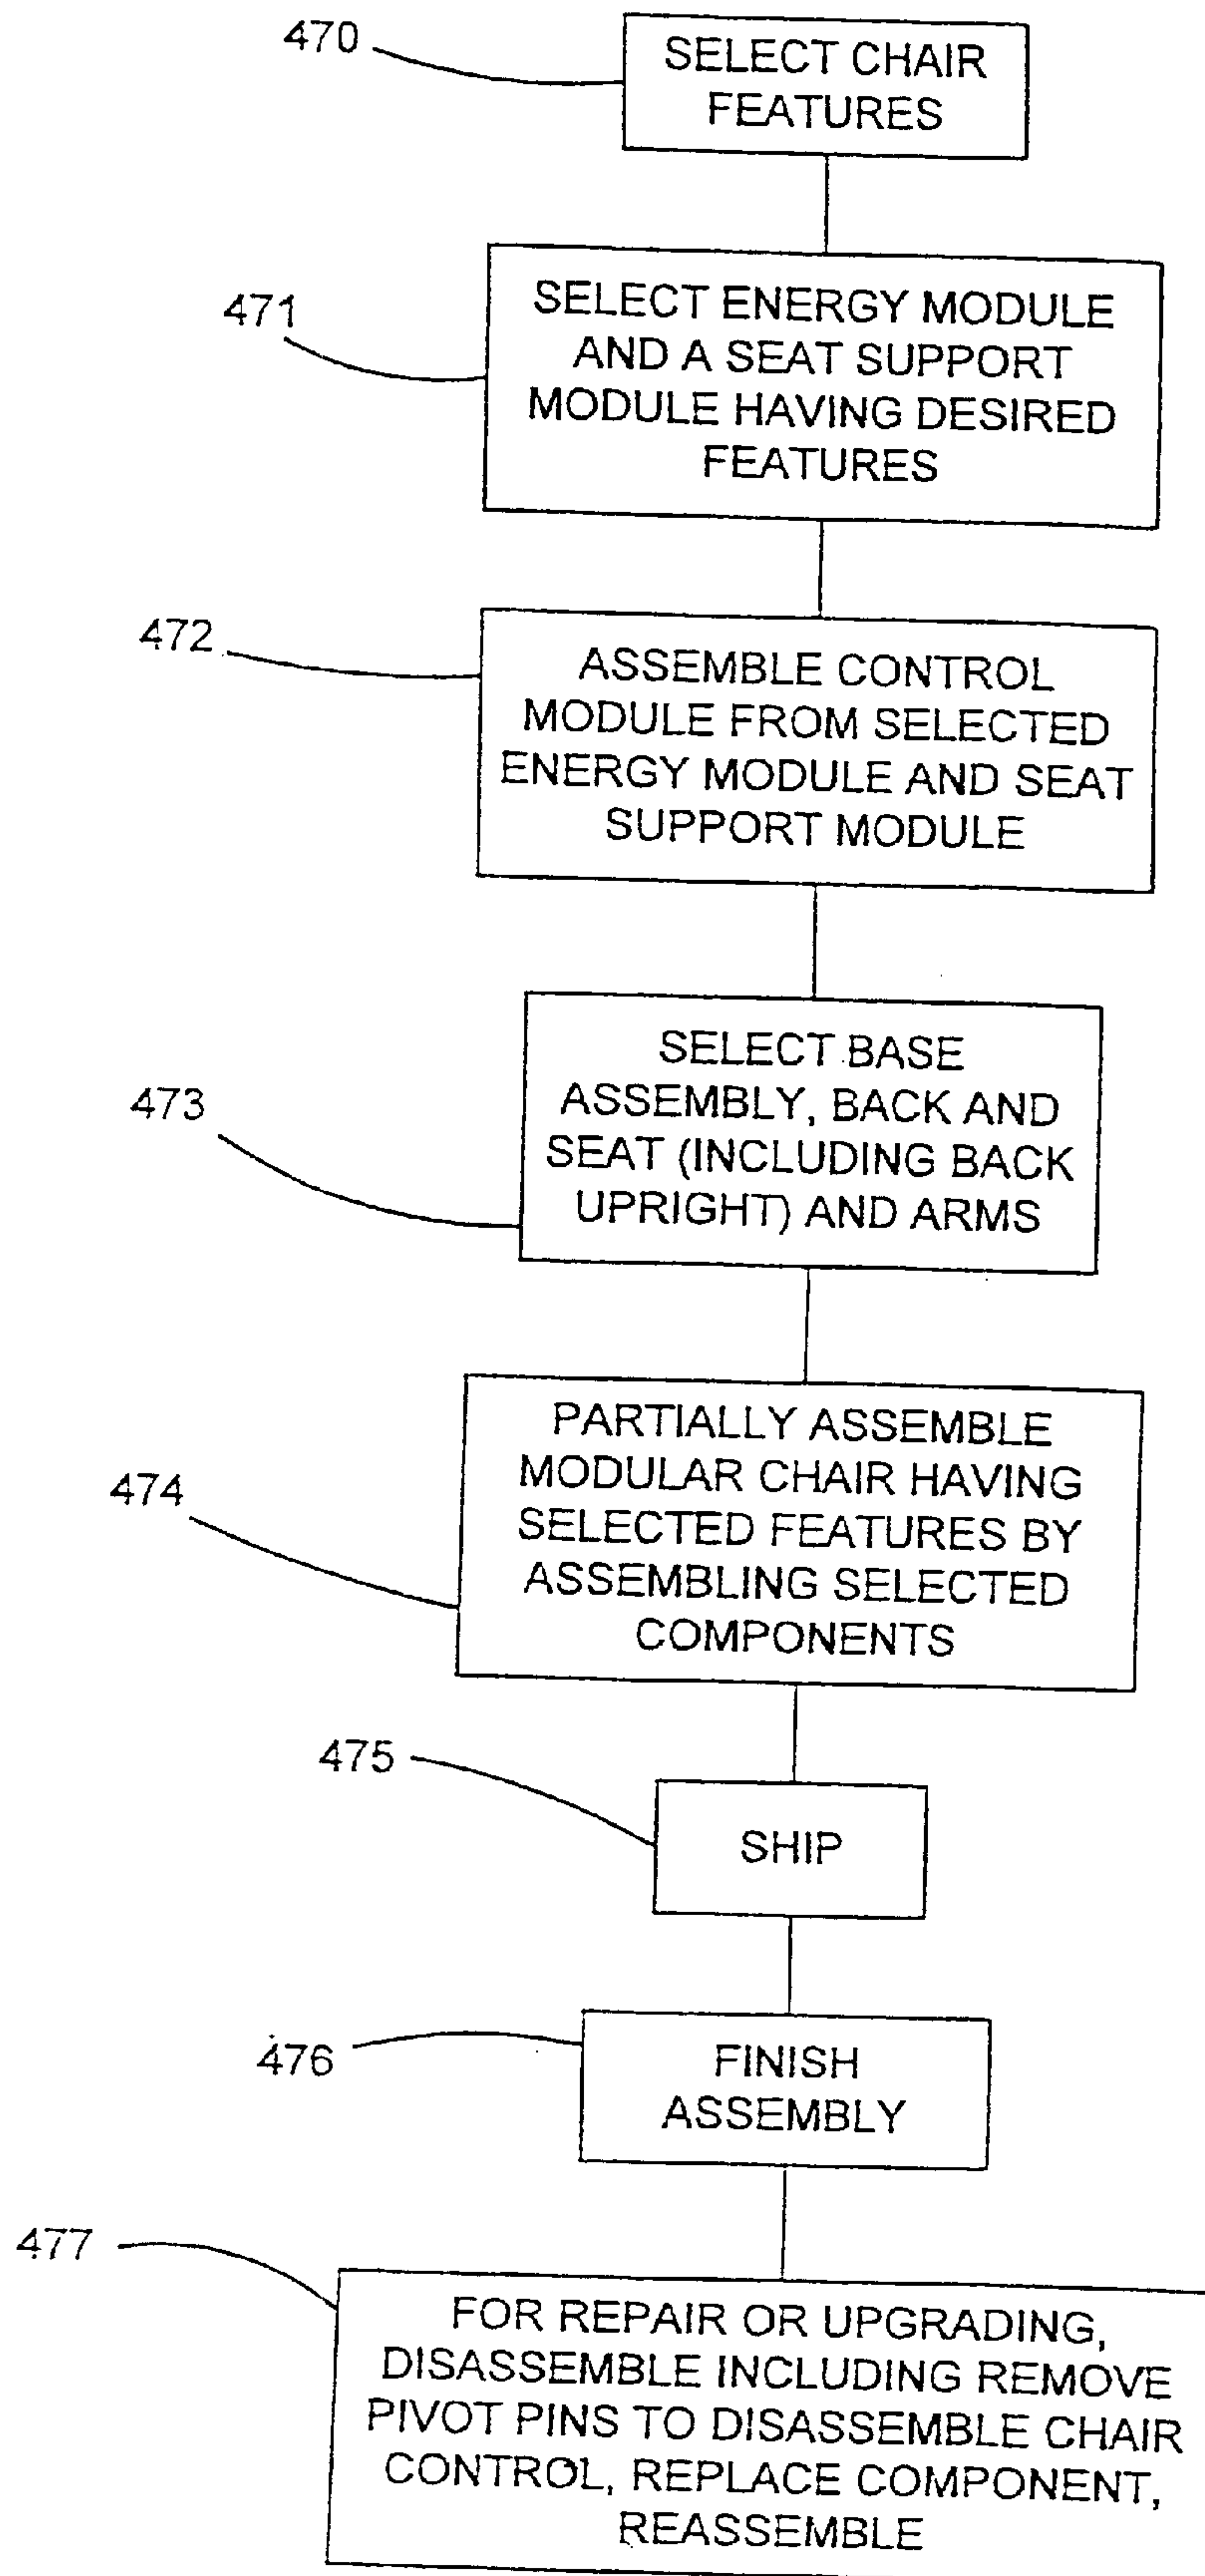 470
SELECT CHAIR
FEATURES
471
SELECT ENERGY MODULE
AND A SEAT SUPPORT
MODULE HAVING DESIRED
FEATURES
472
ASSEMBLE CONTROL
MODULE FROM SELECTED
ENERGY MODULE AND SEAT
SUPPORT MODULE
473
SELECT BASE
ASSEMBLY, BACK AND
SEAT (INCLUDING BACK
UPRIGHT) AND ARMS
474
PARTIALLY ASSEMBLE
MODULAR CHAIR HAVING
SELECTED FEATURES BY
ASSEMBLING SELECTED
COMPONENTS
475
SHIP
476
FINISH
ASSEMBLY
477
FOR REPAIR OR UPGRADING,
DISASSEMBLE INCLUDING REMOVE
PIVOT PINS TO DISASSEMBLE CHAIR
CONTROL, REPLACE COMPONENT,
REASSEMBLE